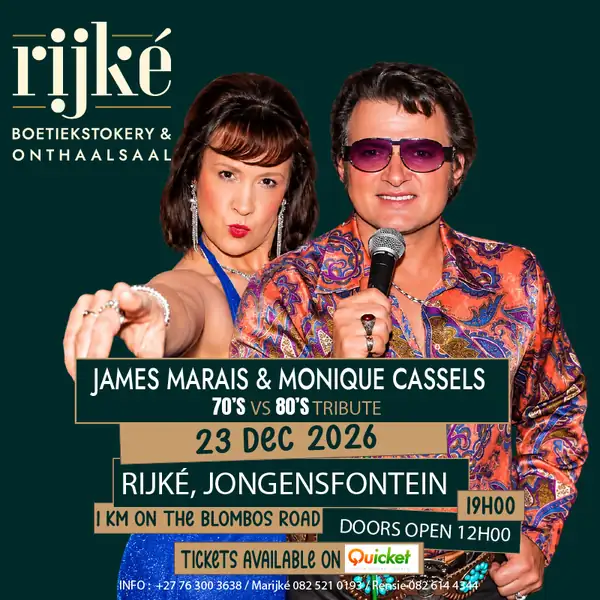 rijké
BOETIEKSTOKERY &
ONTHAALSAAL
JAMES MARAIS & MONIQUE CASSELS
70'S VS 80'S TRIBUTE
23 Dec 2026
RIJKÉ, JONGENSFONTEIN
19H00
1 KM ON THE BLOMBOS ROAD
DOORS OPEN 12H00
TICKETS AVAILABLE ON Quicket
INFO : +27 76 300 3638 / Marijké 082 521 0193 / Rensie 082 614 4344